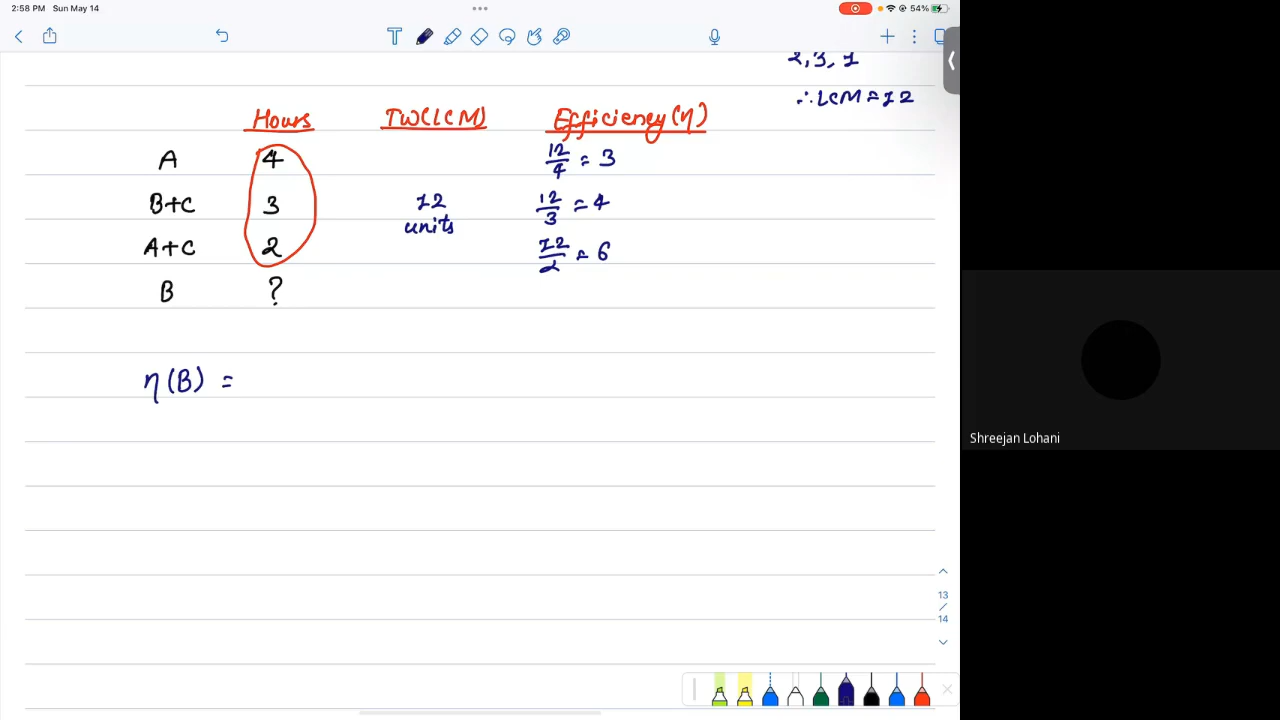 2:58 PM Sun May 14
54%
2, 3, 1
∴ LCM = 12
Hours TW(LCM) Efficiency(η)
A 4 12/4 = 3
B+C 3 12 units 12/3 = 4
A+C 2 12/2 = 6
B ?
η(B) =
Shreejan Lohani
13
/
14